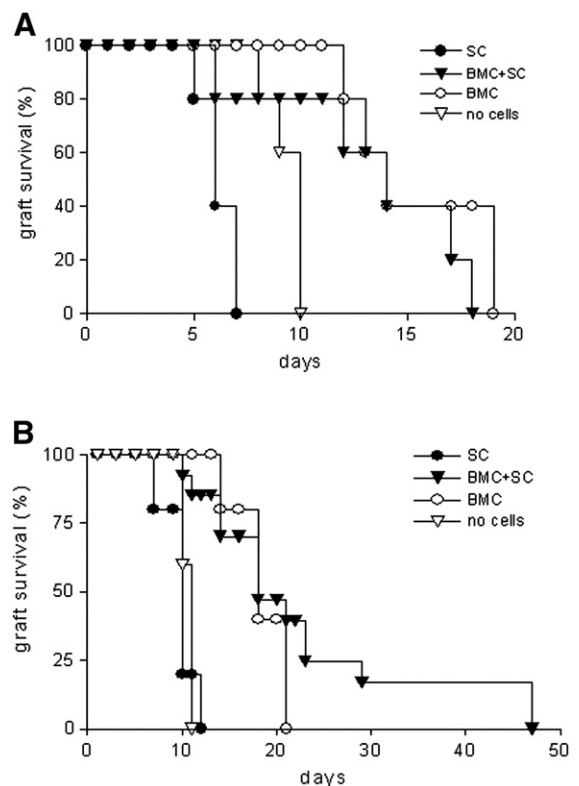 A
graft survival (%)
100
80
60
40
20
0
0 5 10 15 20
days
SC
BMC+SC
BMC
no cells
B
graft survival (%)
100
75
50
25
0
0 10 20 30 40 50
days
SC
BMC+SC
BMC
no cells